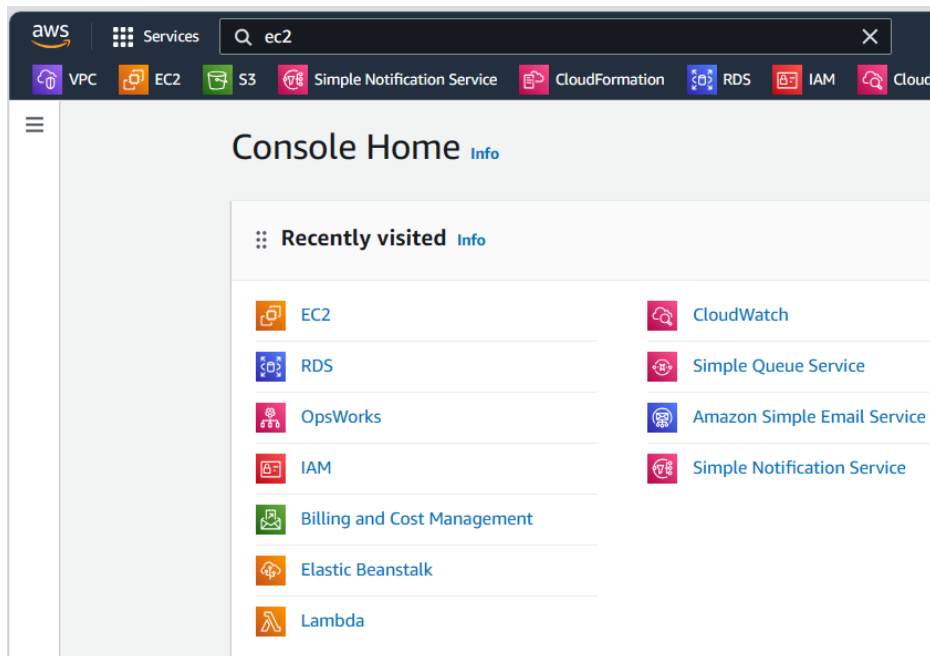 aws Services ec2
VPC EC2 S3 Simple Notification Service CloudFormation RDS IAM Cloud
Console Home Info
Recently visited Info
EC2
RDS
OpsWorks
IAM
Billing and Cost Management
Elastic Beanstalk
Lambda
CloudWatch
Simple Queue Service
Amazon Simple Email Service
Simple Notification Service